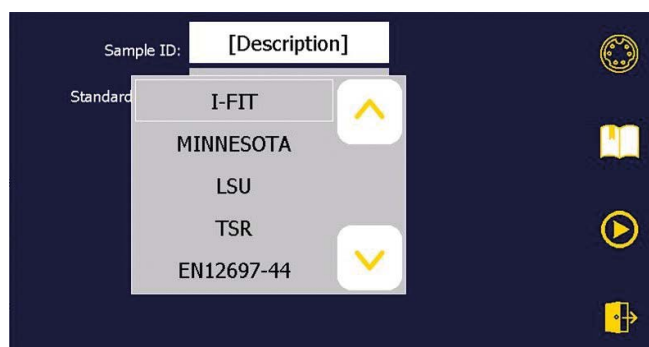 Sample ID:
[Description]
Standard
I-FIT
MINNESOTA
LSU
TSR
EN12697-44